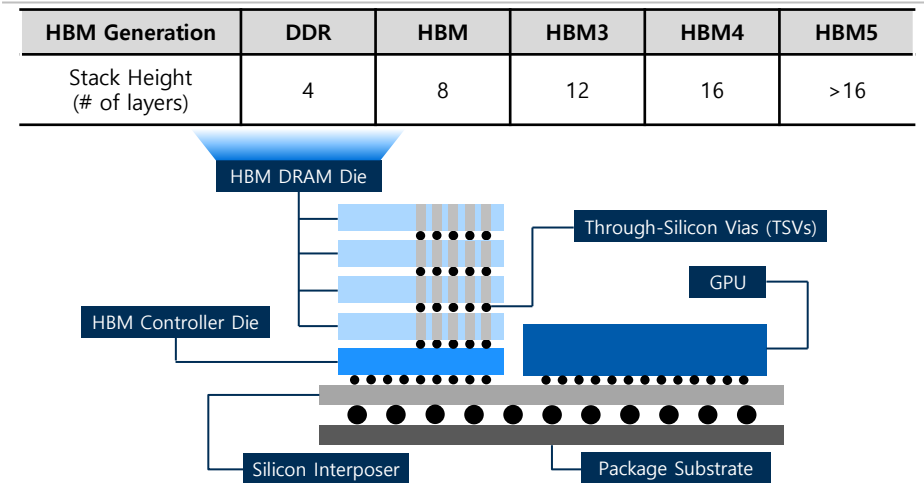 HBM Generation DDR HBM HBM3 HBM4 HBM5
Stack Height
(# of layers) 4 8 12 16 >16
HBM DRAM Die
Through-Silicon Vias (TSVs)
GPU
HBM Controller Die
Silicon Interposer
Package Substrate